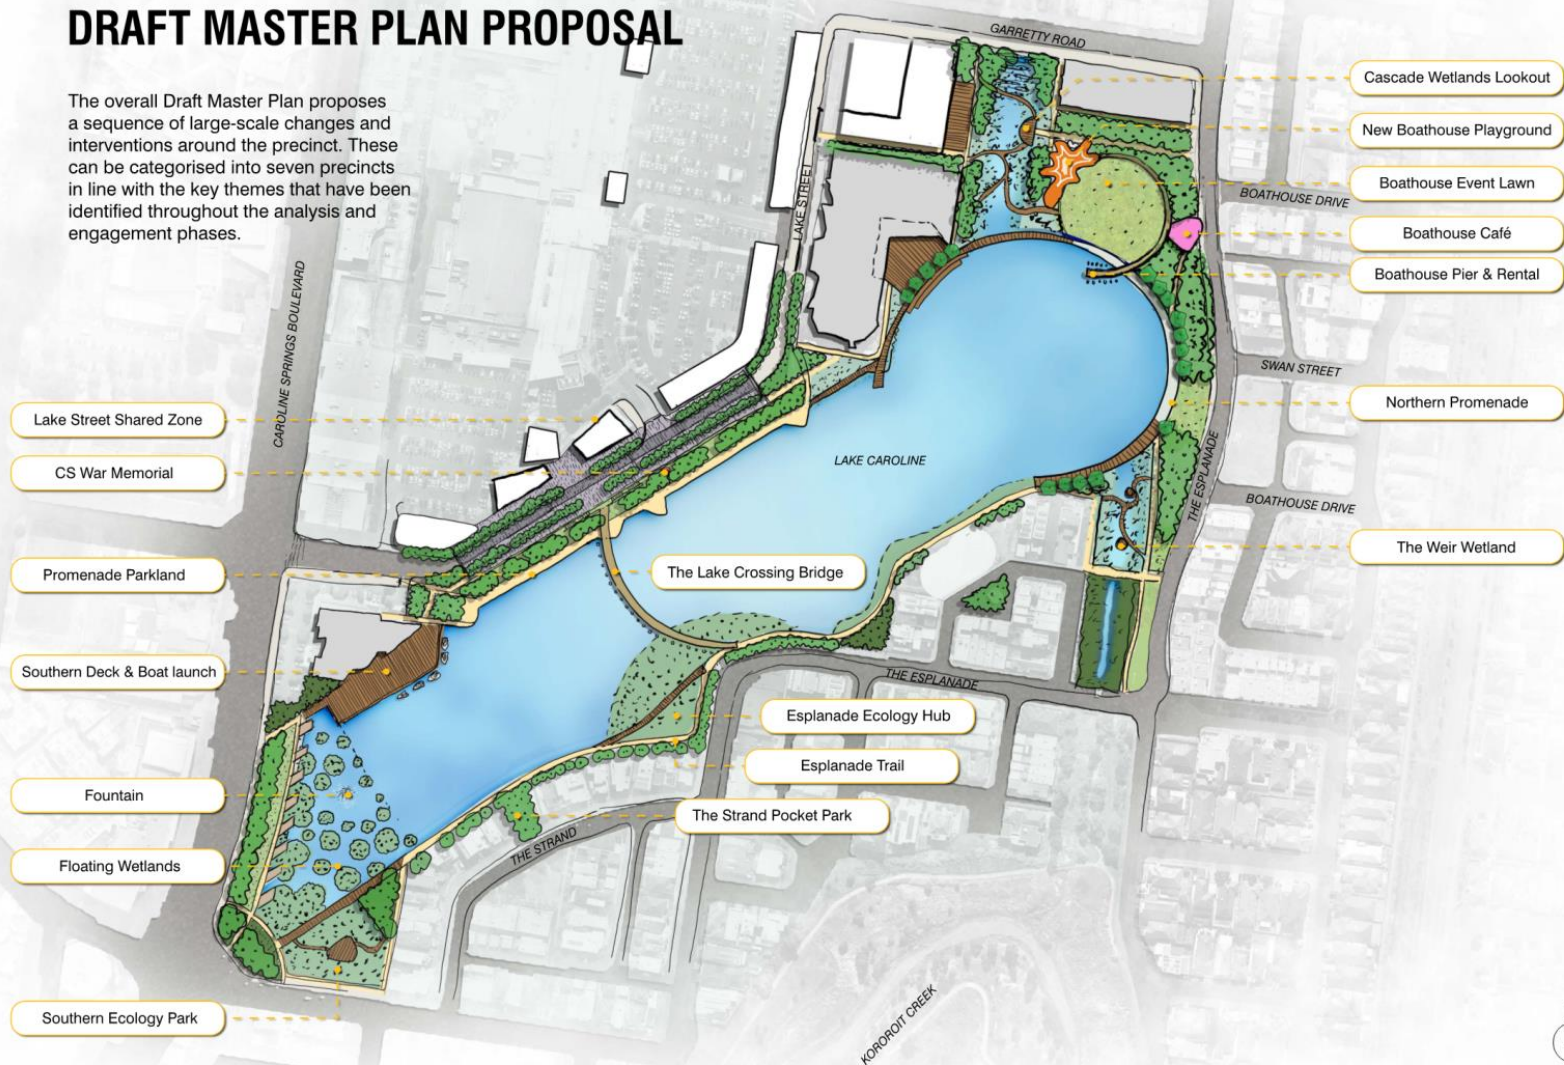 DRAFT MASTER PLAN PROPOSAL
The overall Draft Master Plan proposes
a sequence of large-scale changes and
interventions around the precinct. These
can be categorised into seven precincts
in line with the key themes that have been
identified throughout the analysis and
engagement phases.
GARRETTY ROAD
Cascade Wetlands Lookout
New Boathouse Playground
Boathouse Event Lawn
BOATHOUSE DRIVE
Boathouse Café
Boathouse Pier & Rental
LAKE STREET
CAROLINE SPRINGS BOULEVARD
SWAN STREET
Northern Promenade
Lake Street Shared Zone
CS War Memorial
LAKE CAROLINE
THE ESPLANADE
BOATHOUSE DRIVE
The Weir Wetland
Promenade Parkland
The Lake Crossing Bridge
Southern Deck & Boat launch
THE ESPLANADE
Esplanade Ecology Hub
Esplanade Trail
Fountain
The Strand Pocket Park
THE STRAND
Floating Wetlands
Southern Ecology Park
KOROROIT CREEK